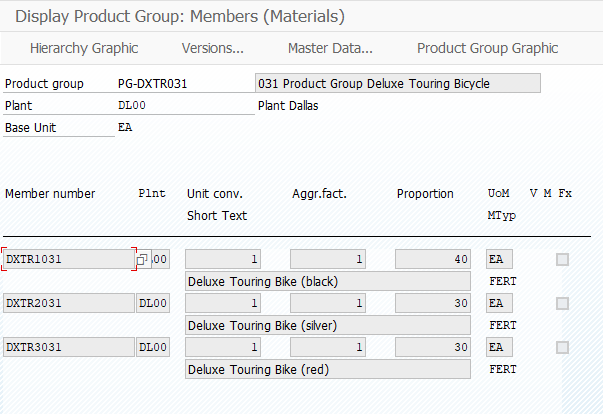 Display Product Group: Members (Materials)
Hierarchy Graphic Versions... Master Data... Product Group Graphic
Product group PG-DXTR031 031 Product Group Deluxe Touring Bicycle
Plant DL00 Plant Dallas
Base Unit EA
Member number Plnt Unit conv. Aggr.fact. Proportion UoM V M Fx
Short Text MTyp
DXTR1031 L00 1 1 40 EA
Deluxe Touring Bike (black) FERT
DXTR2031 DL00 1 1 30 EA
Deluxe Touring Bike (silver) FERT
DXTR3031 DL00 1 1 30 EA
Deluxe Touring Bike (red) FERT